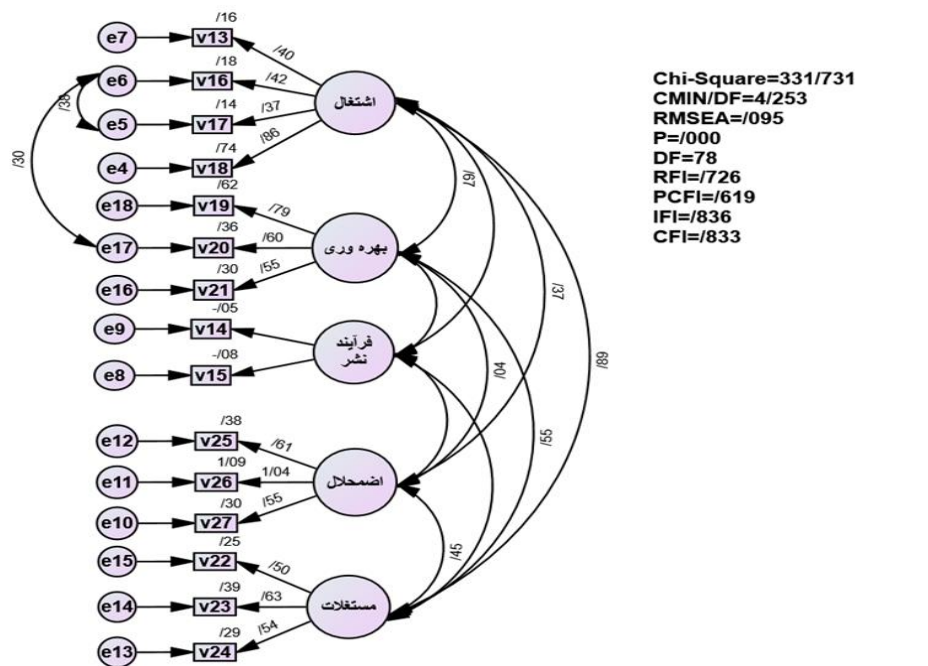 /16
e7 v13 /40
/18
e6 v16 /42
/14
e5 v17 /37
/38
/74
e4 v18 /86
اشتغال
/62
e18 v19 /79
/36
e17 v20 /60
/30
/30
e16 v21 /55
بهره وری
-/05
e9 v14
-/08
e8 v15
فرآیند
نشر
/38
e12 v25 /61
1/09
e11 v26 1/04
/30
e10 v27 /55
اضمحلال
/25
e15 v22 /50
/39
e14 v23 /63
/29
e13 v24 /54
مستغلات
/67
/37
/89
/04
/55
/45
Chi-Square=331/731
CMIN/DF=4/253
RMSEA=/095
P=/000
DF=78
RFI=/726
PCFI=/619
IFI=/836
CFI=/833